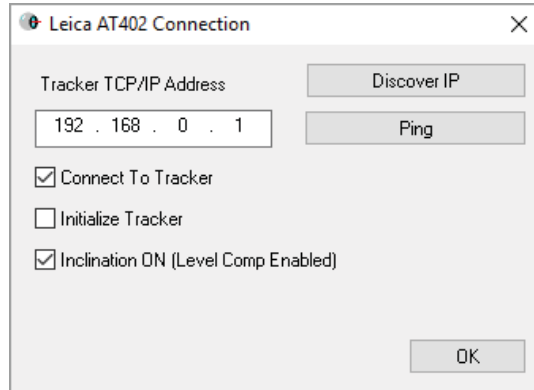 Leica AT402 Connection
Tracker TCP/IP Address
Discover IP
192 . 168 . 0 . 1
Ping
Connect To Tracker
Initialize Tracker
Inclination ON (Level Comp Enabled)
OK